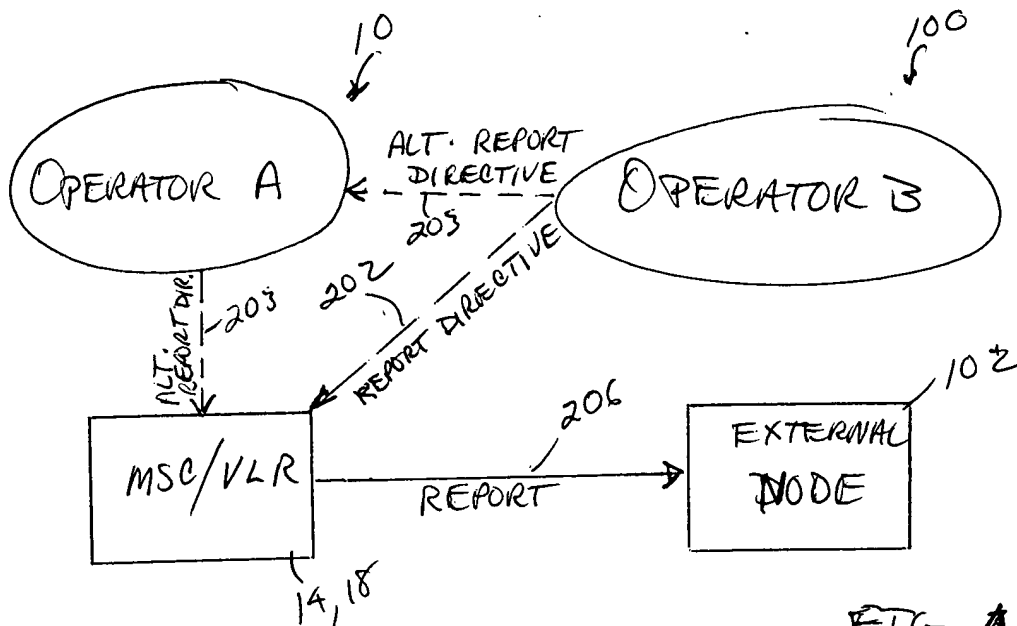 10
100
OPERATOR A
ALT. REPORT
DIRECTIVE
203
OPERATOR B
202
REPORT DIRECTIVE
ALT.
REPORT DIR.
203
MSC/VLR
14, 18
206
REPORT
102
EXTERNAL
NODE
FIG.